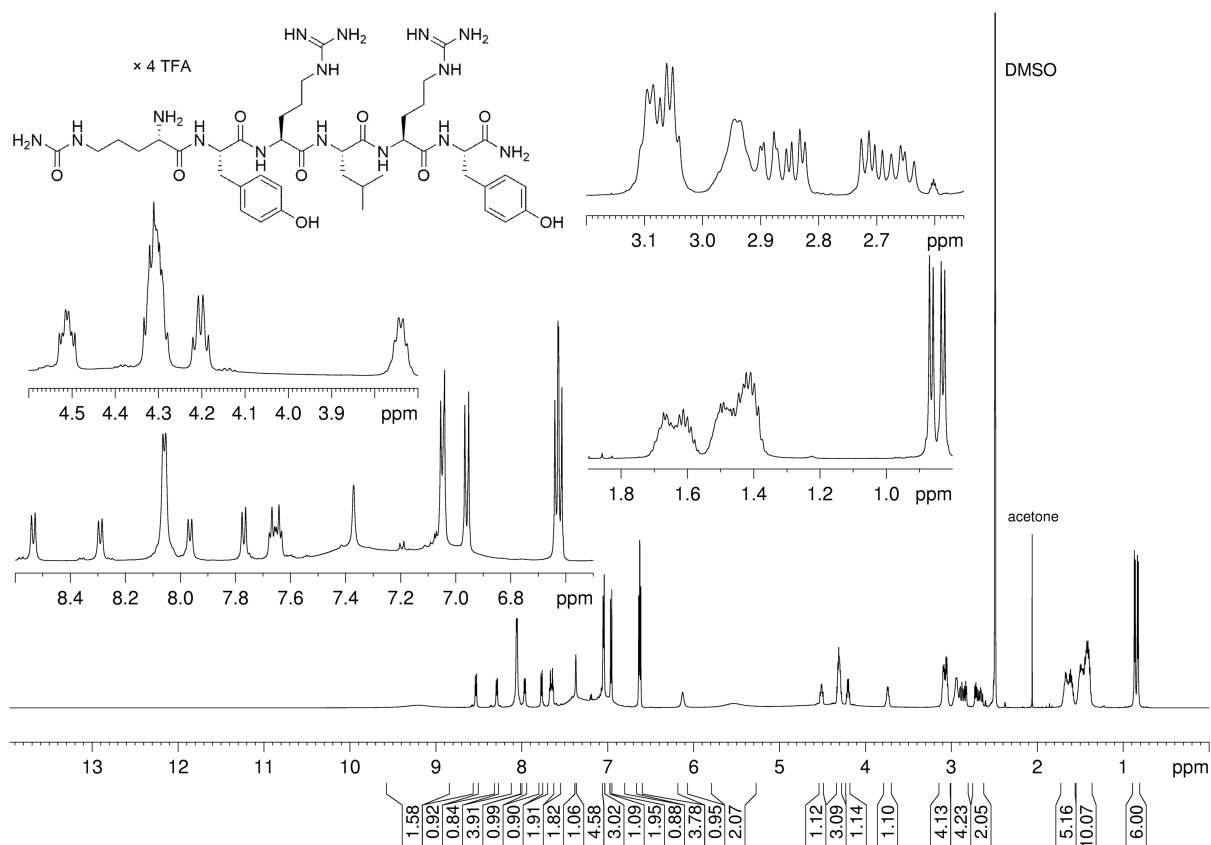 × 4 TFA
HN NH₂
HN NH₂
NH
NH
NH₂
H₂N
H
N
O
O
H
N
O
N
H
O
H
N
O
N
H
O
H
N
O
NH₂
OH
OH
DMSO
3.1 3.0 2.9 2.8 2.7 ppm
4.5 4.4 4.3 4.2 4.1 4.0 3.9 ppm
1.8 1.6 1.4 1.2 1.0 ppm
acetone
8.4 8.2 8.0 7.8 7.6 7.4 7.2 7.0 6.8 ppm
13 12 11 10 9 8 7 6 5 4 3 2 1 ppm
1.58
0.92
0.84
3.91
0.99
0.90
1.91
1.82
1.06
4.58
3.02
1.09
1.95
0.88
3.78
0.95
2.07
1.12
3.09
1.14
1.10
4.13
4.23
2.05
5.16
10.07
6.00